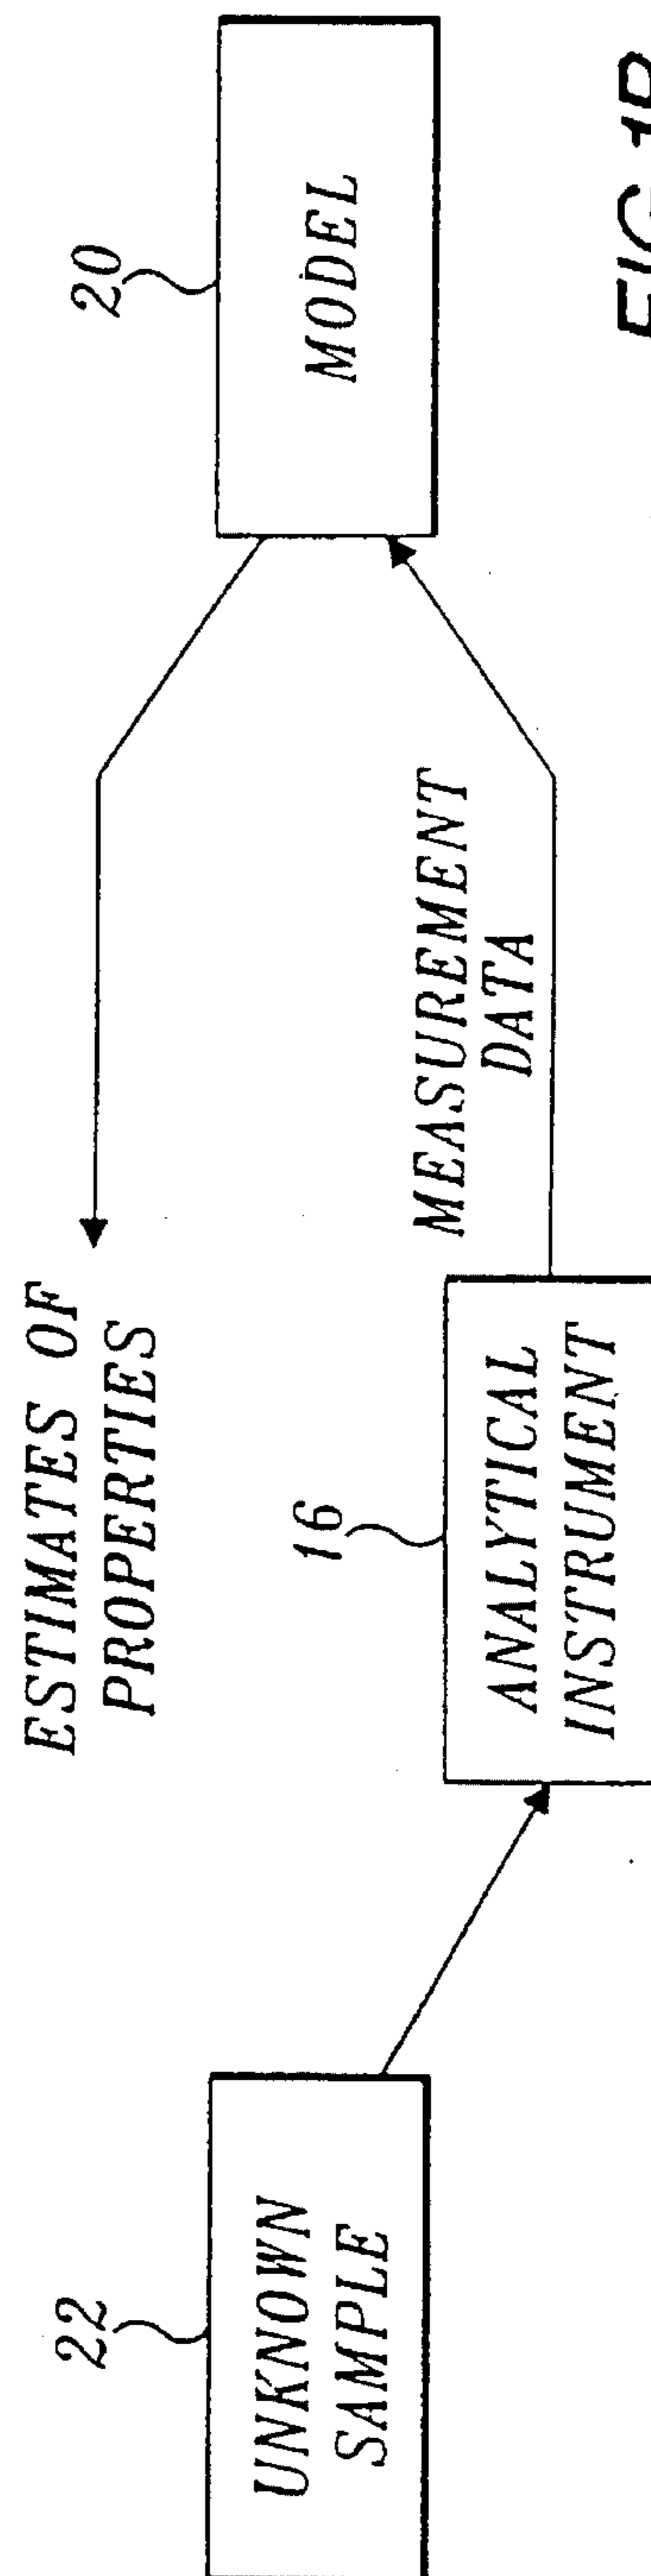 22
UNKNOWN
SAMPLE
ESTIMATES OF
PROPERTIES
16
ANALYTICAL
INSTRUMENT
MEASUREMENT
DATA
20
MODEL